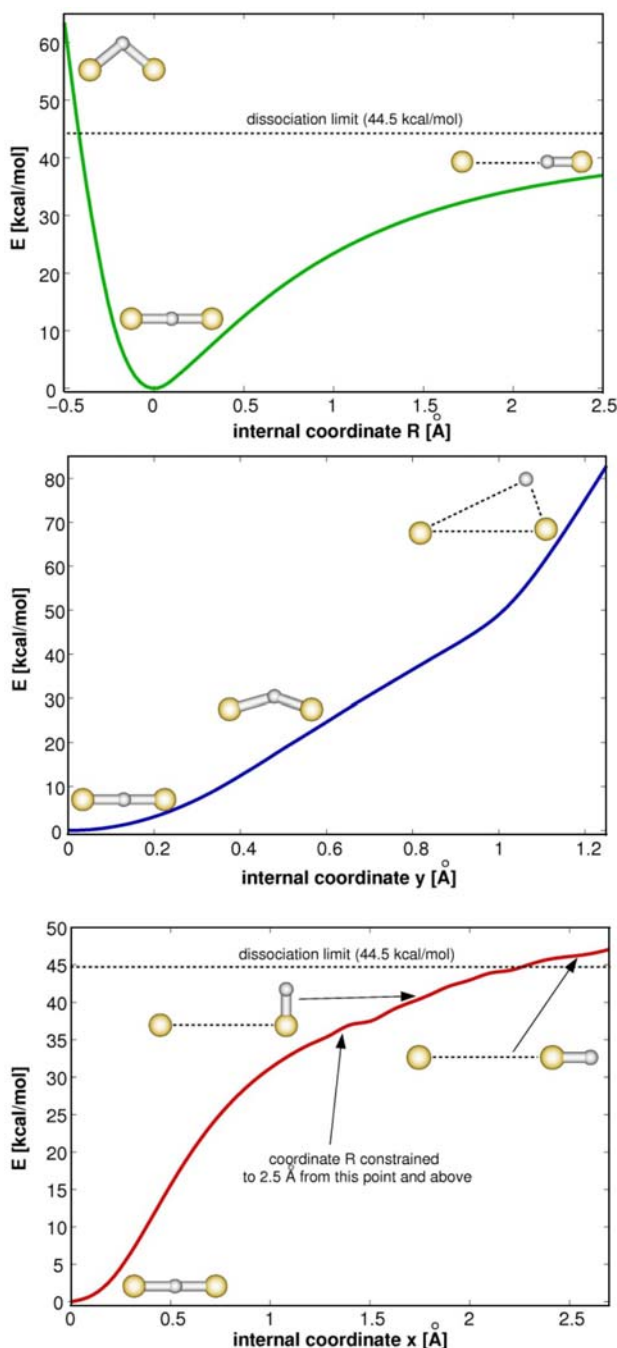 60
50
dissociation limit (44.5 kcal/mol)
40
30
20
10
0
E [kcal/mol]
−0.5 0 0.5 1 1.5 2 2.5
internal coordinate R [Å]
80
70
60
50
40
30
20
10
0
E [kcal/mol]
0 0.2 0.4 0.6 0.8 1 1.2
internal coordinate y [Å]
50
dissociation limit (44.5 kcal/mol)
45
40
35
30
25
20
15
10
5
0
E [kcal/mol]
coordinate R constrained
to 2.5 Å from this point and above
0 0.5 1 1.5 2 2.5
internal coordinate x [Å]